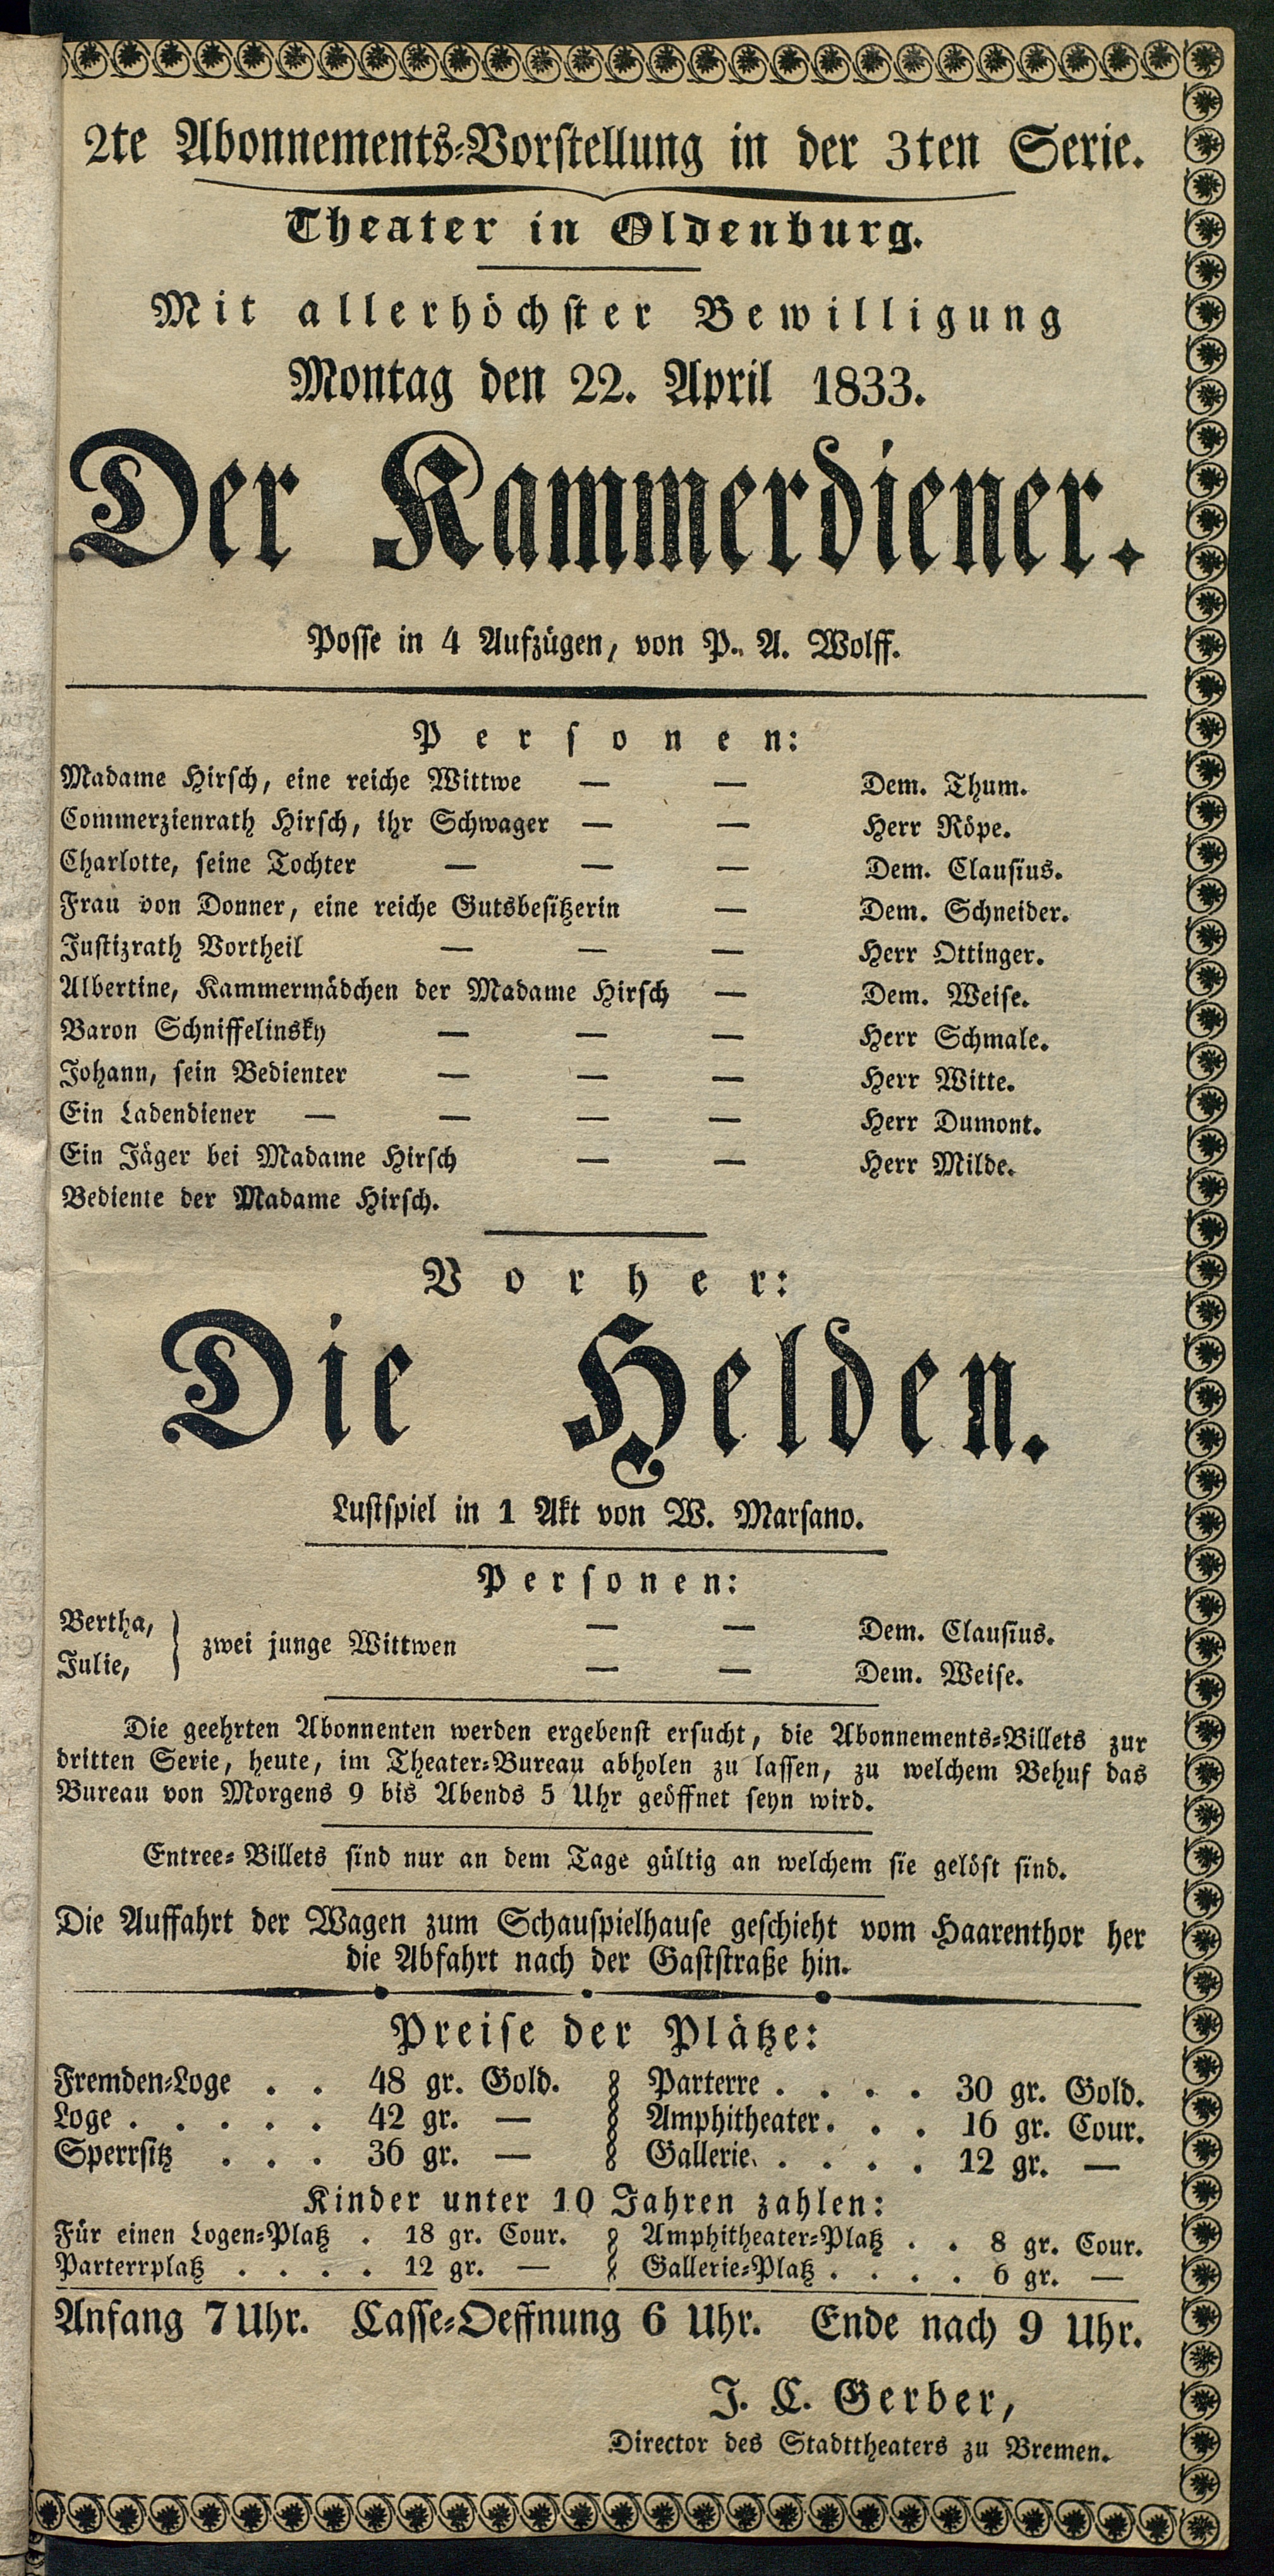 2te Abonnements-Vorstellung in der 3ten Serie.
Theater in Oldenburg.
Mit allerhöchster Bewilligung
Montag den 22. April 1833.
Der Kammerdiener.
Posse in 4 Aufzügen, von P. A. Wolff.
Personen:
Madame Hirsch, eine reiche Wittwe — — Dem. Thum.
Commerzienrath Hirsch, ihr Schwager — — Herr Röpe.
Charlotte, seine Tochter — — — Dem. Clausius.
Frau von Donner, eine reiche Gutsbesitzerin — Dem. Schneider.
Justizrath Vortheil — — — Herr Ottinger.
Albertine, Kammermädchen der Madame Hirsch — Dem. Weise.
Baron Schniffelinsky — — — Herr Schmale.
Johann, sein Bedienter — — — Herr Witte.
Ein Ladendiener — — — — Herr Dumont.
Ein Jäger bei Madame Hirsch — — Herr Milde.
Bediente der Madame Hirsch.
Vorher:
Die Helden.
Lustspiel in 1 Akt von W. Marsano.
Personen:
Bertha, } zwei junge Wittwen — — Dem. Clausius.
Julie, — — Dem. Weise.
Die geehrten Abonnenten werden ergebenst ersucht, die Abonnements-Billets zur
dritten Serie, heute, im Theater-Bureau abholen zu lassen, zu welchem Behuf das
Bureau von Morgens 9 bis Abends 5 Uhr geöffnet seyn wird.
Entree-Billets sind nur an dem Tage gültig an welchem sie gelöst sind.
Die Auffahrt der Wagen zum Schauspielhause geschieht vom Haarenthor her
die Abfahrt nach der Gaststraße hin.
Preise der Plätze:
Fremden-Loge . . 48 gr. Gold. Parterre . . . . 30 gr. Gold.
Loge . . . . . 42 gr. — Amphitheater . . . 16 gr. Cour.
Sperrsitz . . . 36 gr. — Gallerie . . . . . 12 gr. —
Kinder unter 10 Jahren zahlen:
Für einen Logen-Platz . 18 gr. Cour. Amphitheater-Platz . . 8 gr. Cour.
Parterrplatz . . . . 12 gr. — Gallerie-Platz . . . . 6 gr. —
Anfang 7 Uhr. Casse-Oeffnung 6 Uhr. Ende nach 9 Uhr.
J. C. Gerber,
Director des Stadttheaters zu Bremen.